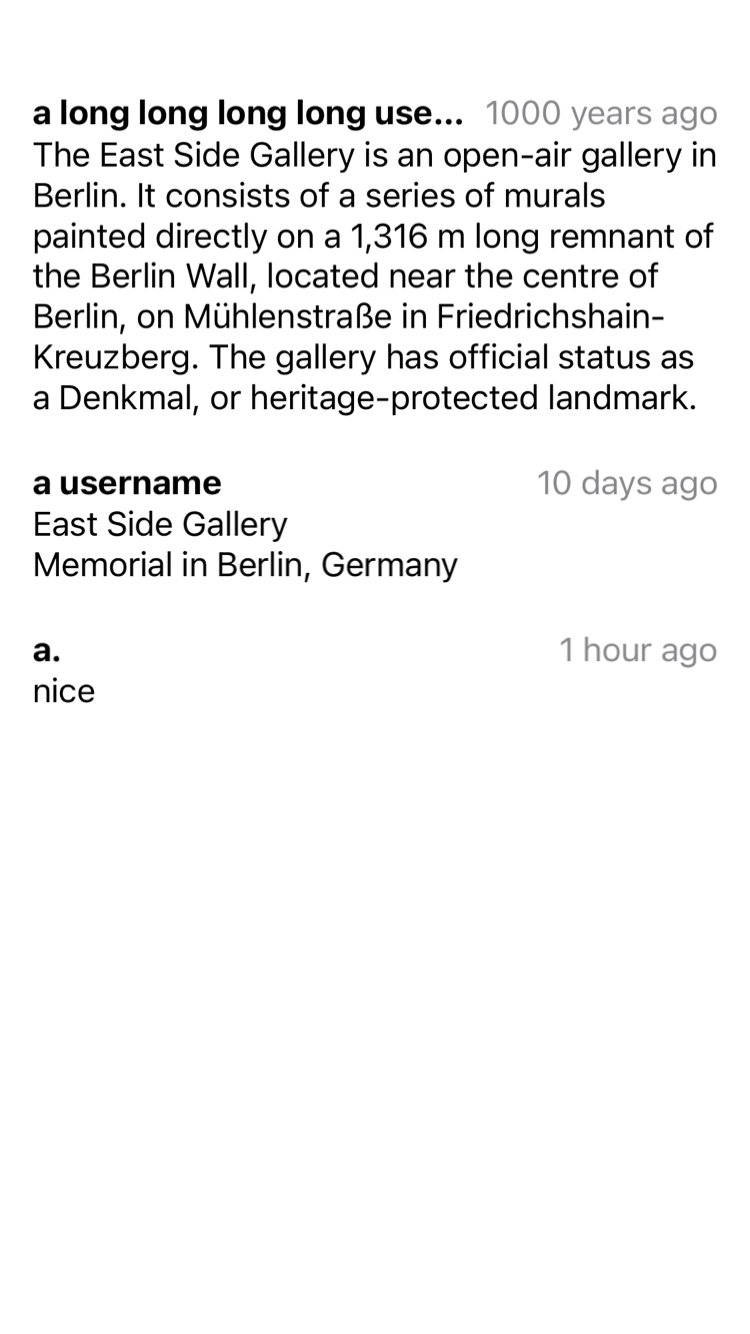 a long long long long use... 1000 years ago
The East Side Gallery is an open-air gallery in
Berlin. It consists of a series of murals
painted directly on a 1,316 m long remnant of
the Berlin Wall, located near the centre of
Berlin, on Mühlenstraße in Friedrichshain-
Kreuzberg. The gallery has official status as
a Denkmal, or heritage-protected landmark.
a username 10 days ago
East Side Gallery
Memorial in Berlin, Germany
a. 1 hour ago
nice